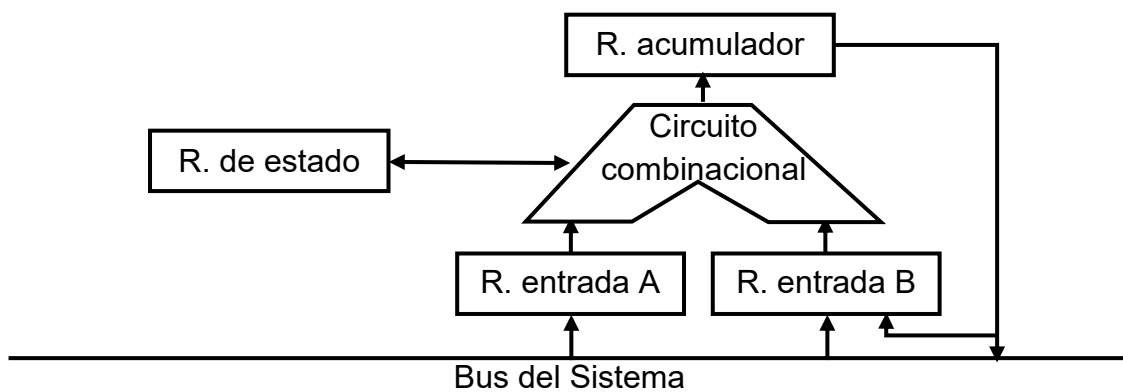 R. acumulador
Circuito
combinacional
R. de estado
R. entrada A
R. entrada B
Bus del Sistema